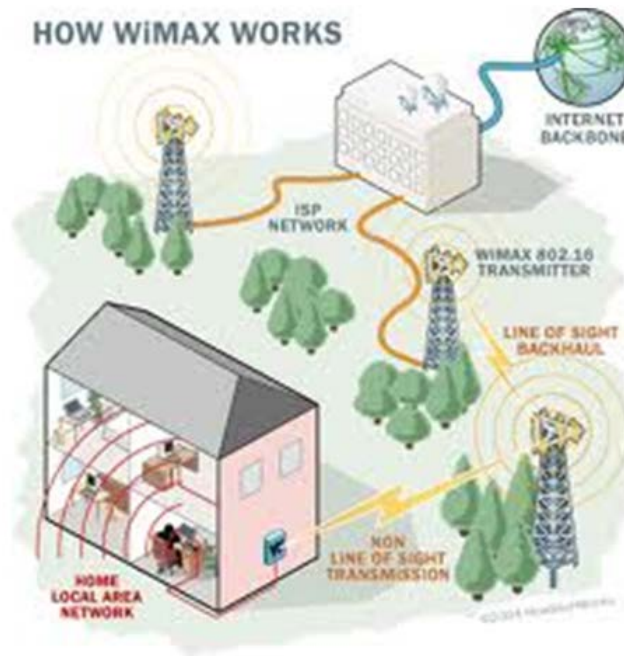 HOW WiMAX WORKS
INTERNET
BACKBONE
ISP
NETWORK
WiMAX 802.16
TRANSMITTER
LINE OF SIGHT
BACKHAUL
NON
LINE OF SIGHT
TRANSMISSION
HOME
LOCAL AREA
NETWORK